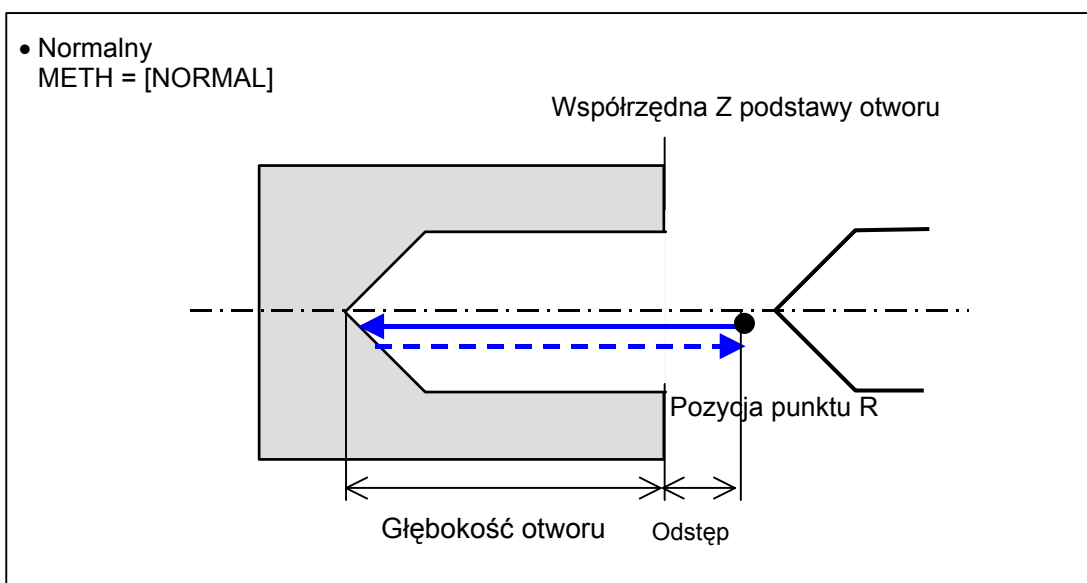 • Normalny
METH = [NORMAL]
Współrzędna Z podstawy otworu
Pozycja punktu R
Głębokość otworu
Odstęp